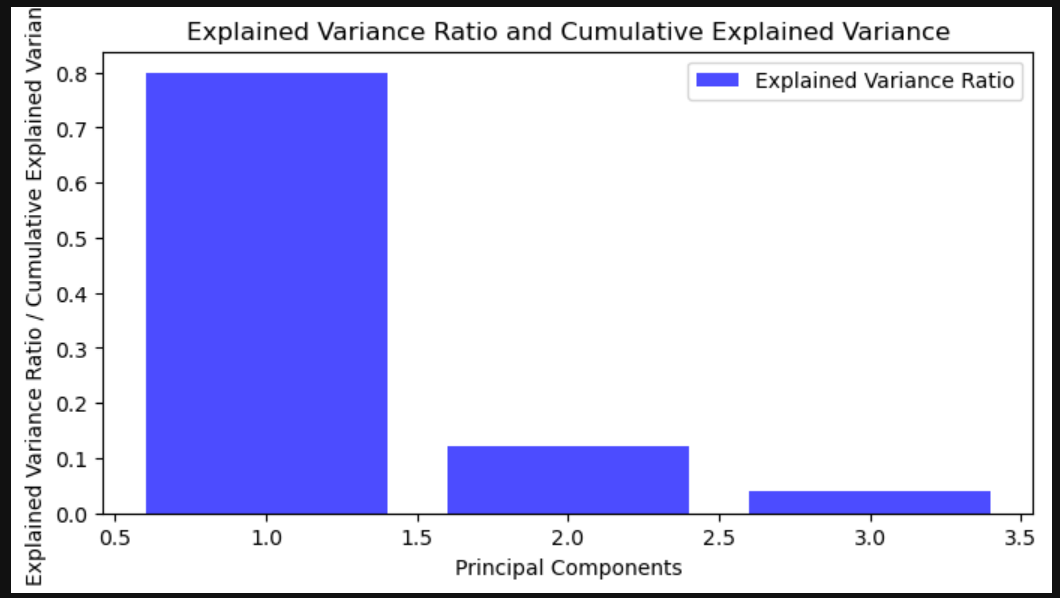 Explained Variance Ratio and Cumulative Explained Variance
Explained Variance Ratio / Cumulative Explained Varian
0.8
0.7
0.6
0.5
0.4
0.3
0.2
0.1
0.0
Explained Variance Ratio
0.5 1.0 1.5 2.0 2.5 3.0 3.5
Principal Components